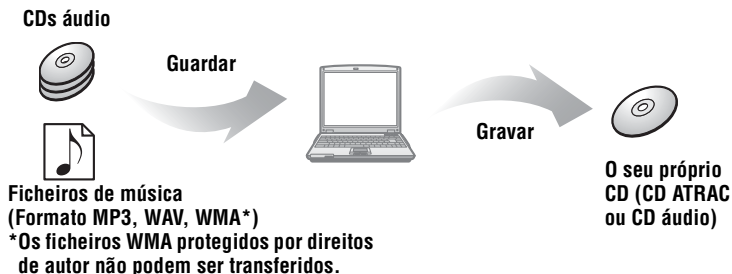 CDs áudio
Guardar
Gravar
Ficheiros de música
(Formato MP3, WAV, WMA*)
*Os ficheiros WMA protegidos por direitos
de autor não podem ser transferidos.
O seu próprio
CD (CD ATRAC
ou CD áudio)